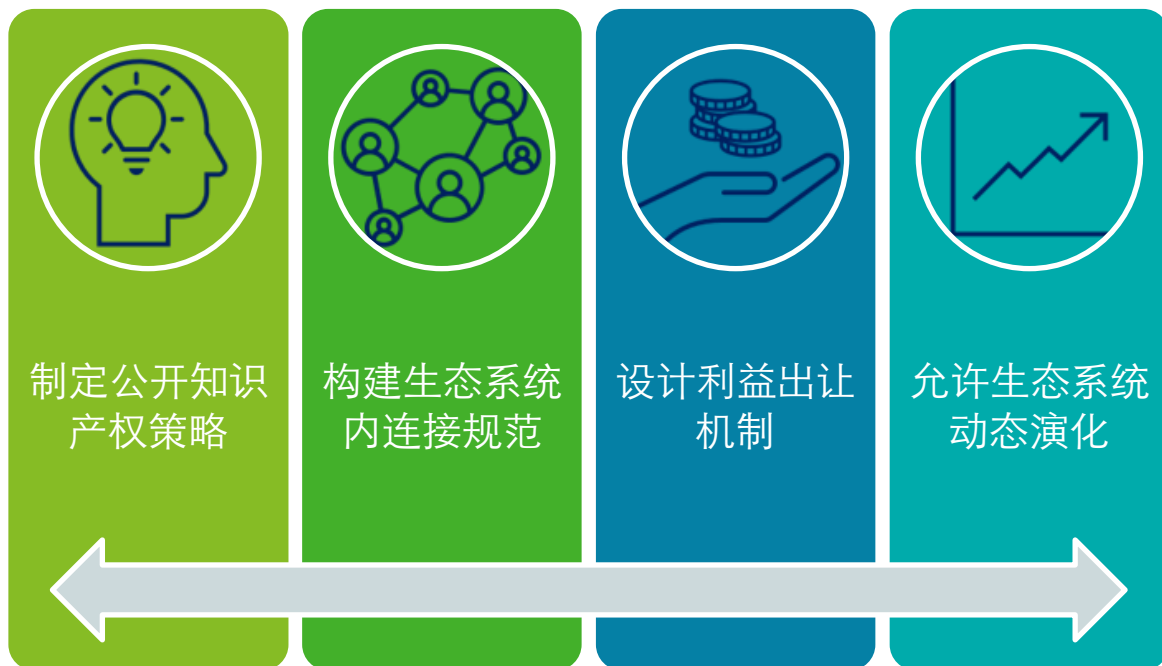 制定公开知识
产权策略
构建生态系统
内连接规范
设计利益出让
机制
允许生态系统
动态演化